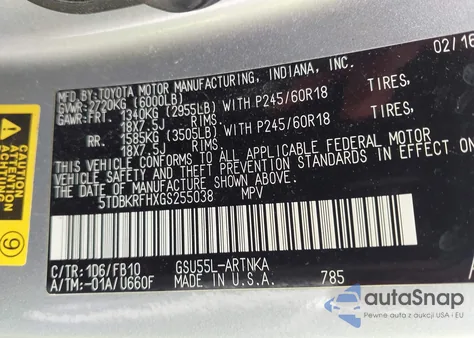 MFD.BY:TOYOTA MOTOR MANUFACTURING, INDIANA, INC. 02/16
GVWR: 2720KG (6000LB)
GAWR:FRT. 1340KG (2955LB) WITH P245/60R18 TIRES,
18X7.5J RIMS.
RR. 1585KG (3505LB) WITH P245/60R18 TIRES,
18X7.5J RIMS.
THIS VEHICLE CONFORMS TO ALL APPLICABLE FEDERAL MOTOR
VEHICLE SAFETY STANDARDS IN EFFECT ON THE DATE
OF MANUFACTURE SHOWN ABOVE.
5TDBKRFHXGS255038 MPV
C/TR:1D6/FB10 GSU55L-ARTNKA
A/TM:-01A/U660F MADE IN U.S.A. 785
CAUTION
ATTENTION
9
autaSnap
Pewne auta z aukcji USA i EU